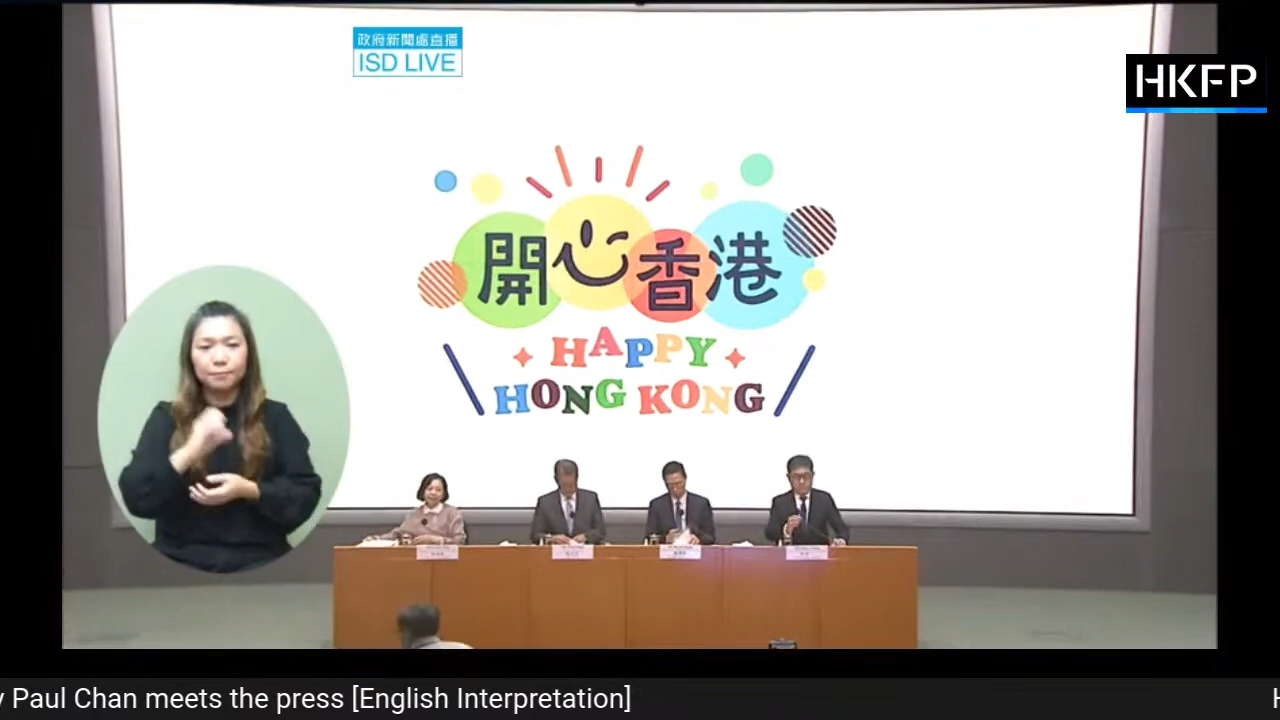 政府新聞處直播
ISD LIVE
HKFP
開心香港
HAPPY
HONG KONG
Paul Chan meets the press [English Interpretation]